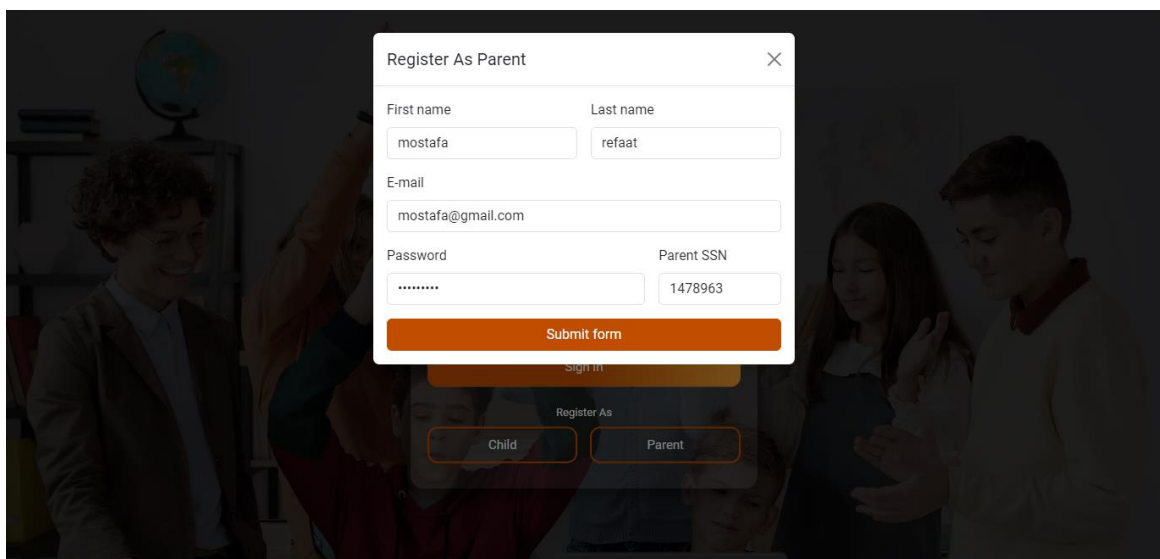 Register As Parent
First name Last name
mostafa refaat
E-mail
mostafa@gmail.com
Password Parent SSN
••••••••• 1478963
Submit form
Sign In
Register As
Child Parent